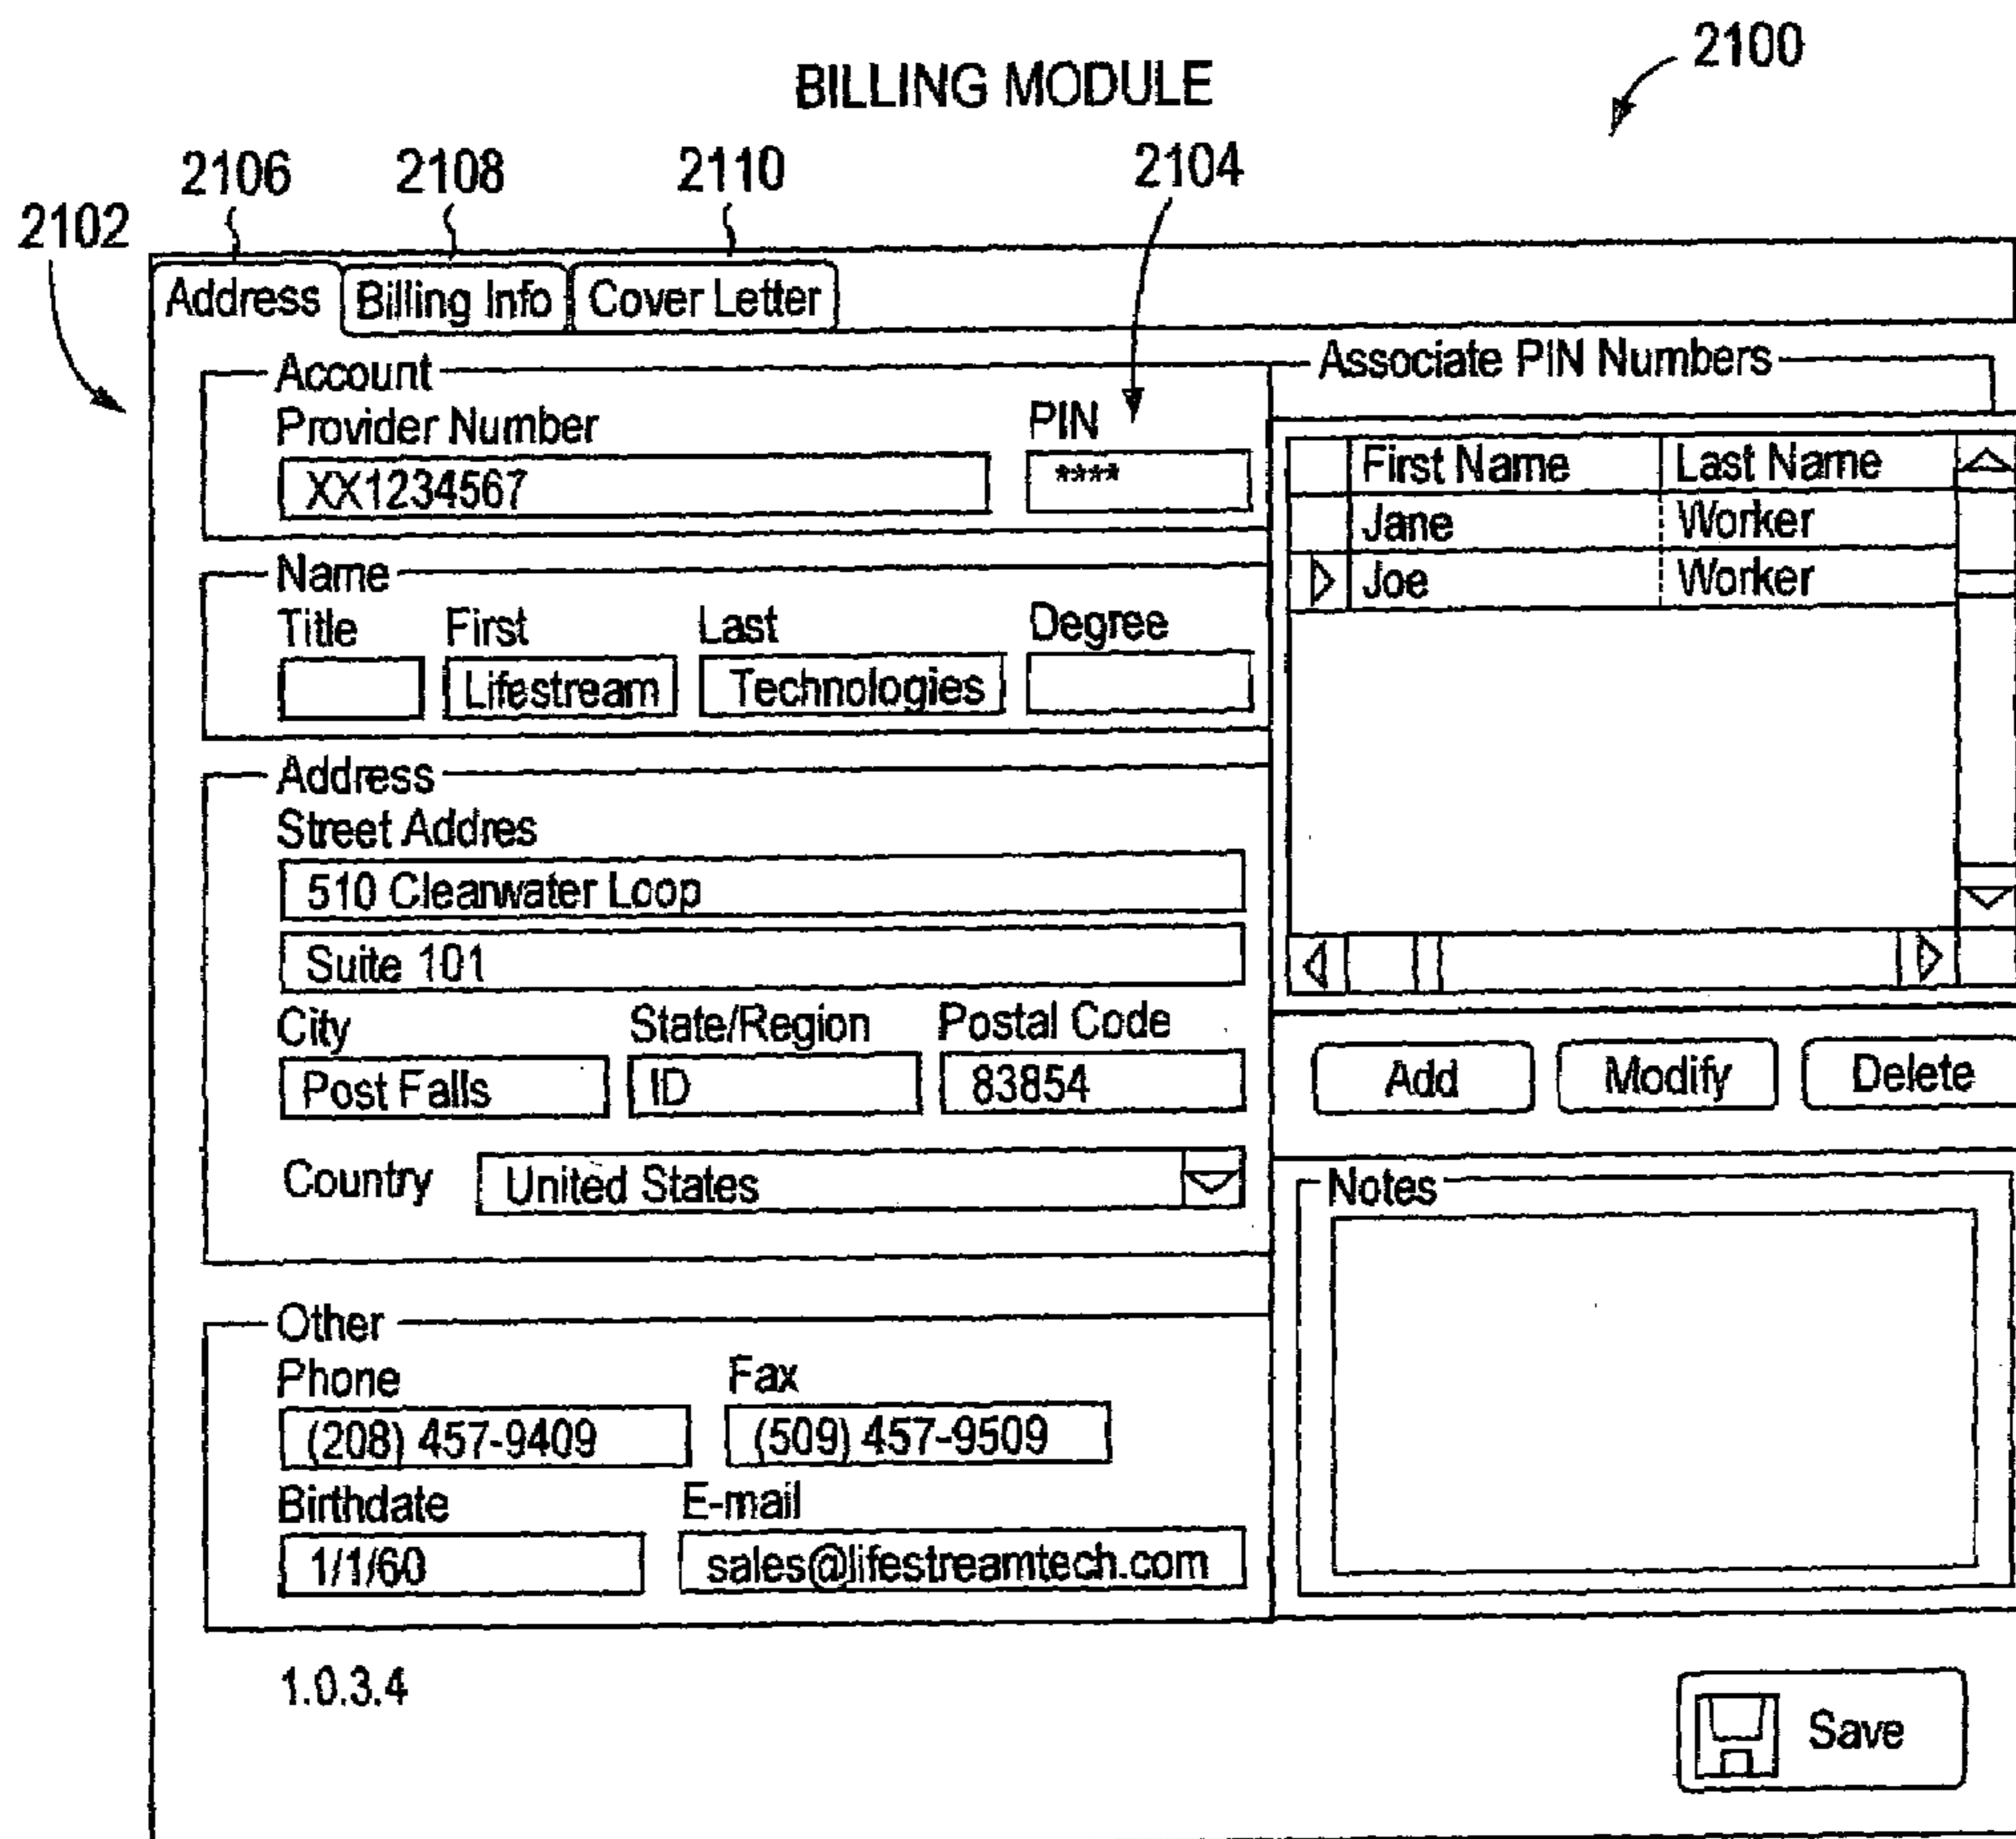 2100
BILLING MODULE
2106 2108 2110 2104
2102
Address Billing Info Cover Letter
Account
Provider Number PIN
XX1234567 ****
Name
Title First Last Degree
Lifestream Technologies
Address
Street Addres
510 Clearwater Loop
Suite 101
City State/Region Postal Code
Post Falls ID 83854
Country United States
Other
Phone Fax
(208) 457-9409 (509) 457-9509
Birthdate E-mail
1/1/60 sales@lifestreamtech.com
1.0.3.4
Associate PIN Numbers
First Name Last Name
Jane Worker
Joe Worker
Add Modify Delete
Notes
Save